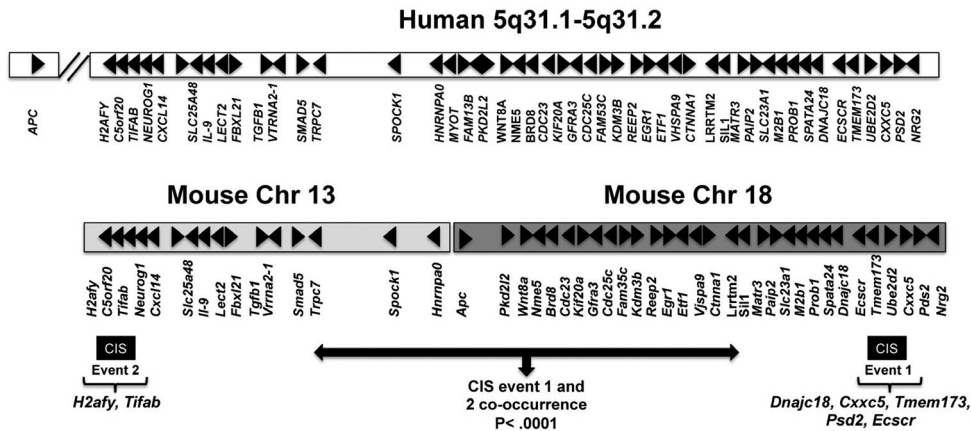 Human 5q31.1-5q31.2
APC
H2AFY
C5orf20
TIFAB
NEUROG1
CXCL14
SLC25A48
IL-9
LECT2
FBXL21
TGFB1
VTRNA2-1
SMAD5
TRPC7
SPOCK1
HNRNPA0
MYOT
FAM13B
PKD2L2
WNT8A
NME5
BRD8
CDC23
KIF20A
GFRA3
CDC25C
FAM53C
KDM3B
REEP2
EGR1
ETF1
VHSPA9
CTNNA1
LRRTM2
SIL1
MATR3
PAIP2
SLC23A1
M2B1
PROB1
SPATA24
DNAJC18
ECSCR
TMEM173
UBE2D2
CXXC5
PSD2
NRG2
Mouse Chr 13
Mouse Chr 18
H2afy
C5orf20
Tifab
Neurog1
Cxcl14
Slc25a48
Il-9
Lect2
Fbxl21
Tgfb1
Vtrna2-1
Smad5
Trpc7
Spock1
Hnrnpa0
Apc
Pkd2l2
Wnt8a
Nme5
Brd8
Cdc23
Kif20a
Gfra3
Cdc25c
Fam35c
Kdm3b
Reep2
Egr1
Etf1
Vjspa9
Ctnna1
Lrrtm2
Sil1
Matr3
Paip2
Slc23a1
M2b1
Prob1
Spata24
Dnajc18
Ecscr
Tmem173
Ube2d2
Cxxc5
Pds2
Nrg2
CIS
Event 2
H2afy, Tifab
CIS event 1 and
2 co-occurrence
P< .0001
CIS
Event 1
Dnajc18, Cxxc5, Tmem173,
Psd2, Ecscr